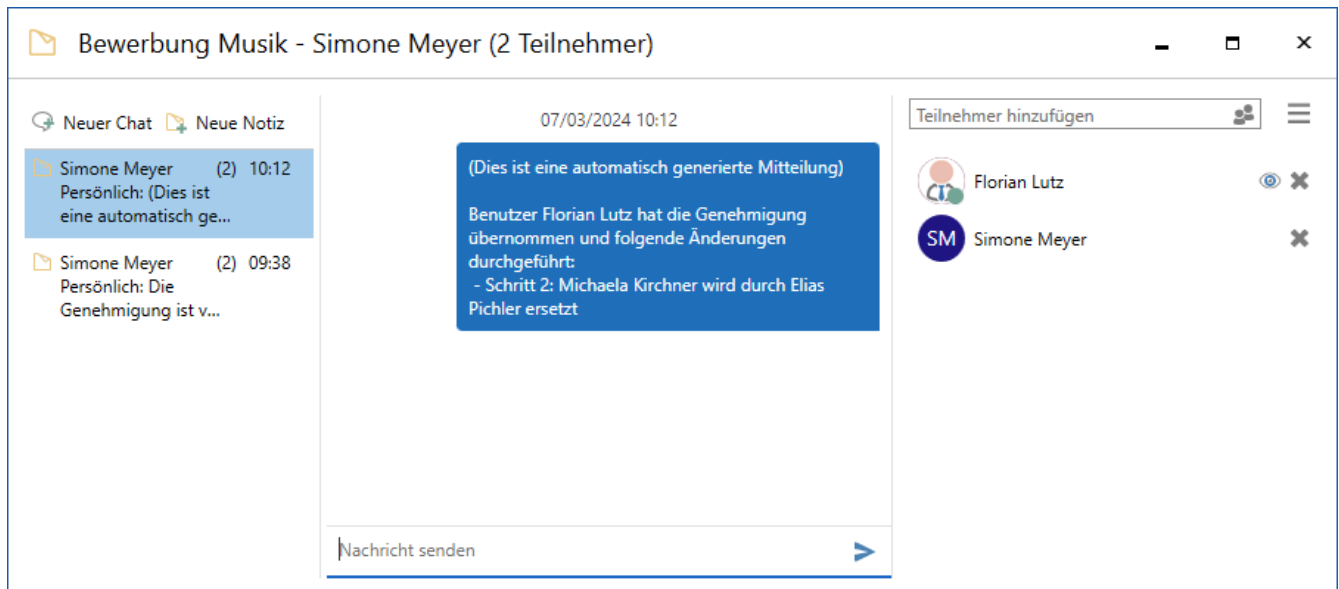 Bewerbung Musik - Simone Meyer (2 Teilnehmer)
Neuer Chat Neue Notiz
Simone Meyer (2) 10:12
Persönlich: (Dies ist
eine automatisch ge...
Simone Meyer (2) 09:38
Persönlich: Die
Genehmigung ist v...
07/03/2024 10:12
(Dies ist eine automatisch generierte Mitteilung)
Benutzer Florian Lutz hat die Genehmigung
übernommen und folgende Änderungen
durchgeführt:
- Schritt 2: Michaela Kirchner wird durch Elias
Pichler ersetzt
Nachricht senden
Teilnehmer hinzufügen
Florian Lutz
SM Simone Meyer